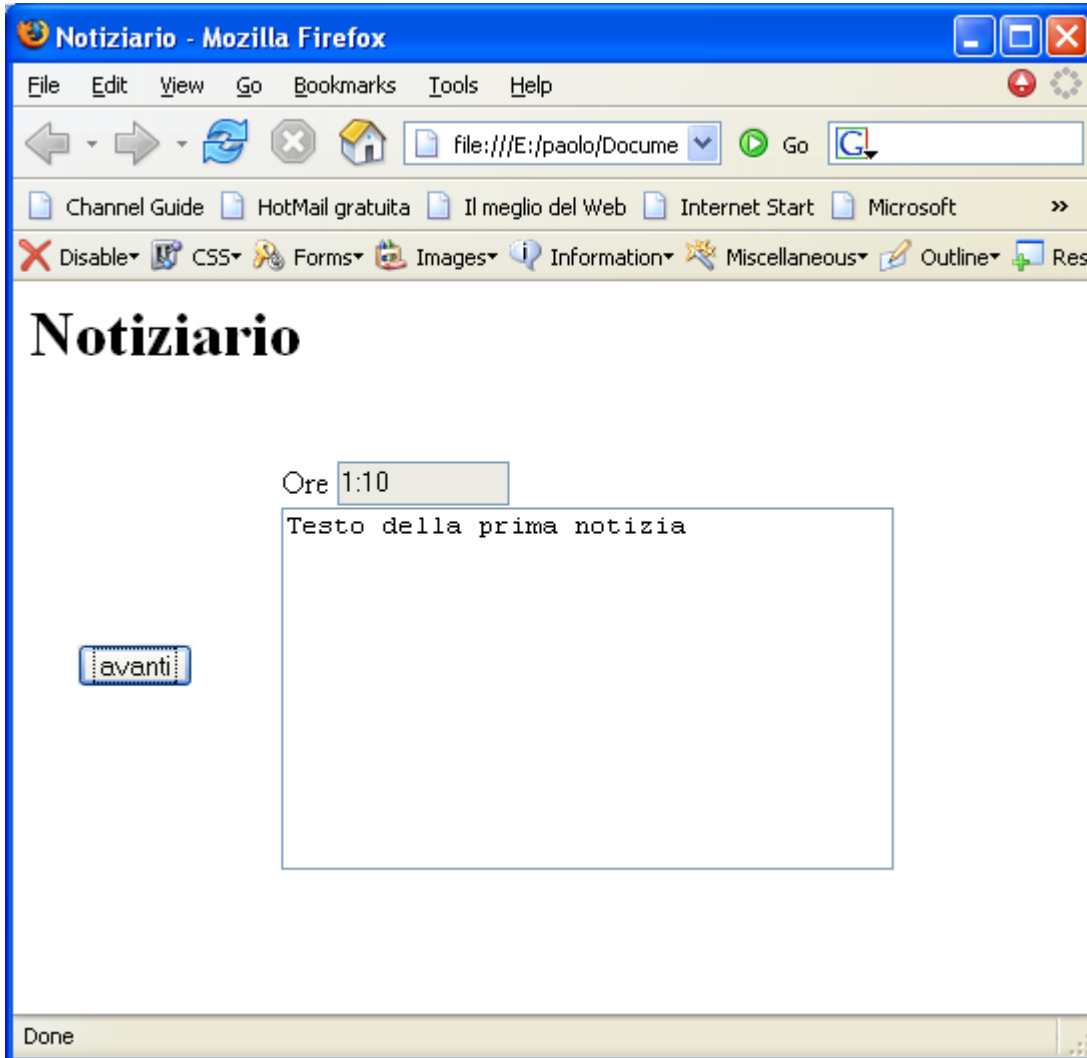 Notiziario - Mozilla Firefox
File Edit View Go Bookmarks Tools Help
file:///E:/paolo/Docume Go G
Channel Guide HotMail gratuita Il meglio del Web Internet Start Microsoft »
Disable CSS Forms Images Information Miscellaneous Outline Res
Notiziario
Ore 1:10
Testo della prima notizia
avanti
Done